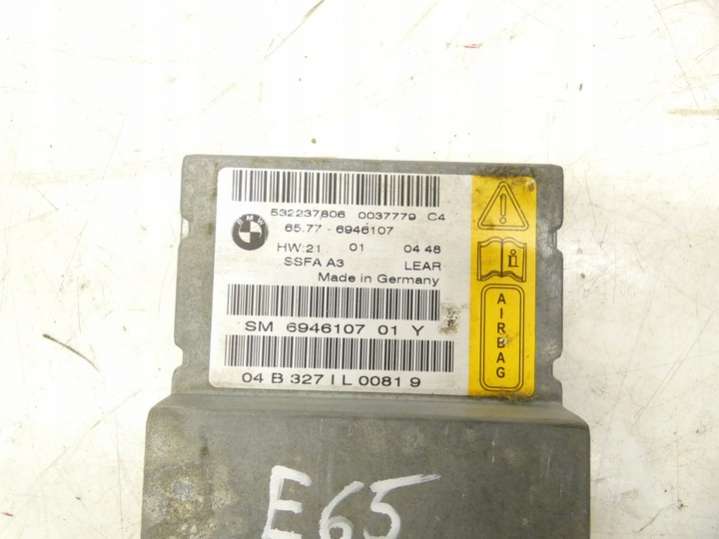 532237806 0037779 C4
BMW
65.77 - 6946107
HW:21 01 04 48
SSFA A3 LEAR
Made in Germany
SM 6946107 01 Y
04 B 327 I L 0081 9
AIRBAG
E65